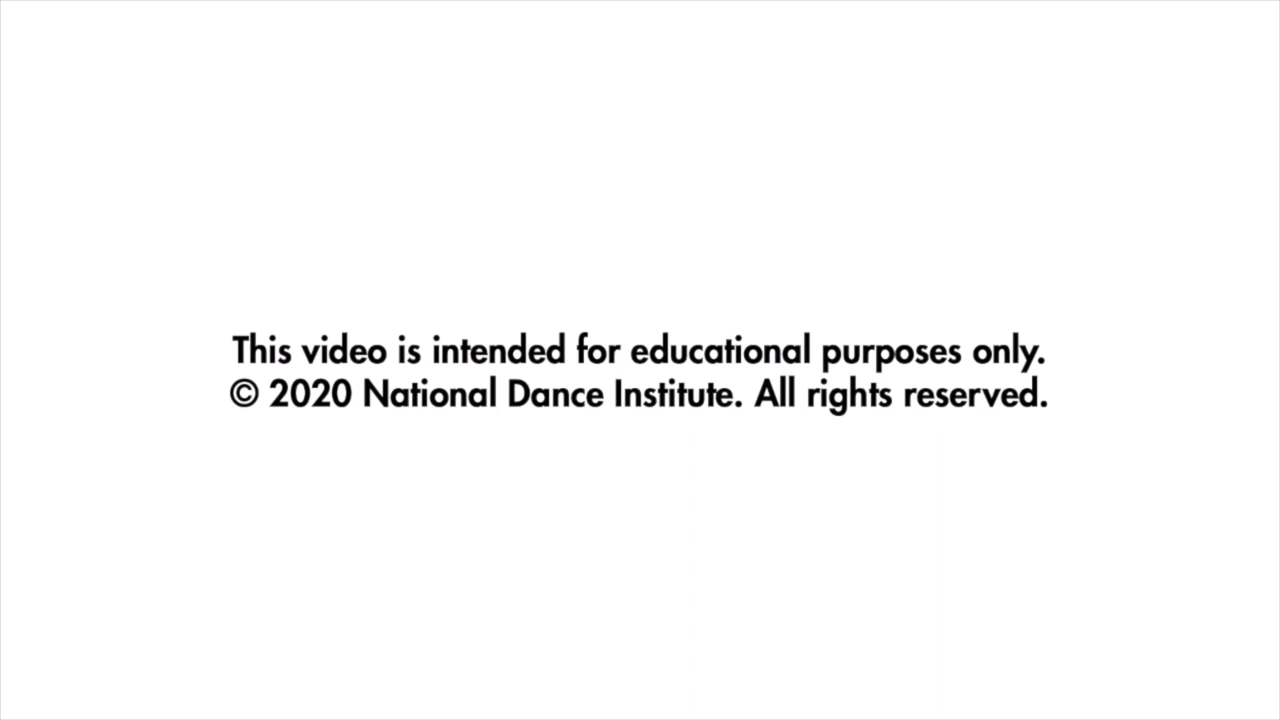 This video is intended for educational purposes only.
© 2020 National Dance Institute. All rights reserved.